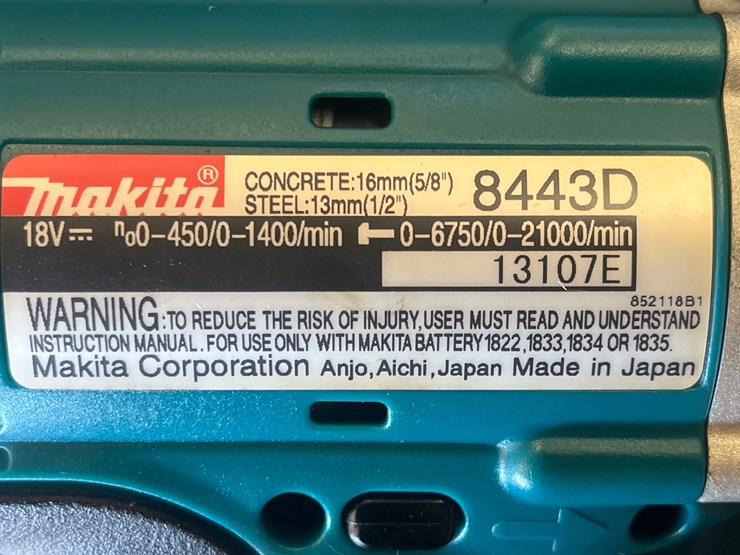 makita®
CONCRETE:16mm(5/8")
STEEL:13mm(1/2")
8443D
18V⎓ n₀0-450/0-1400/min 0-6750/0-21000/min
13107E
852118B1
WARNING:TO REDUCE THE RISK OF INJURY,USER MUST READ AND UNDERSTAND
INSTRUCTION MANUAL.FOR USE ONLY WITH MAKITA BATTERY 1822,1833,1834 OR 1835.
Makita Corporation Anjo,Aichi,Japan Made in Japan